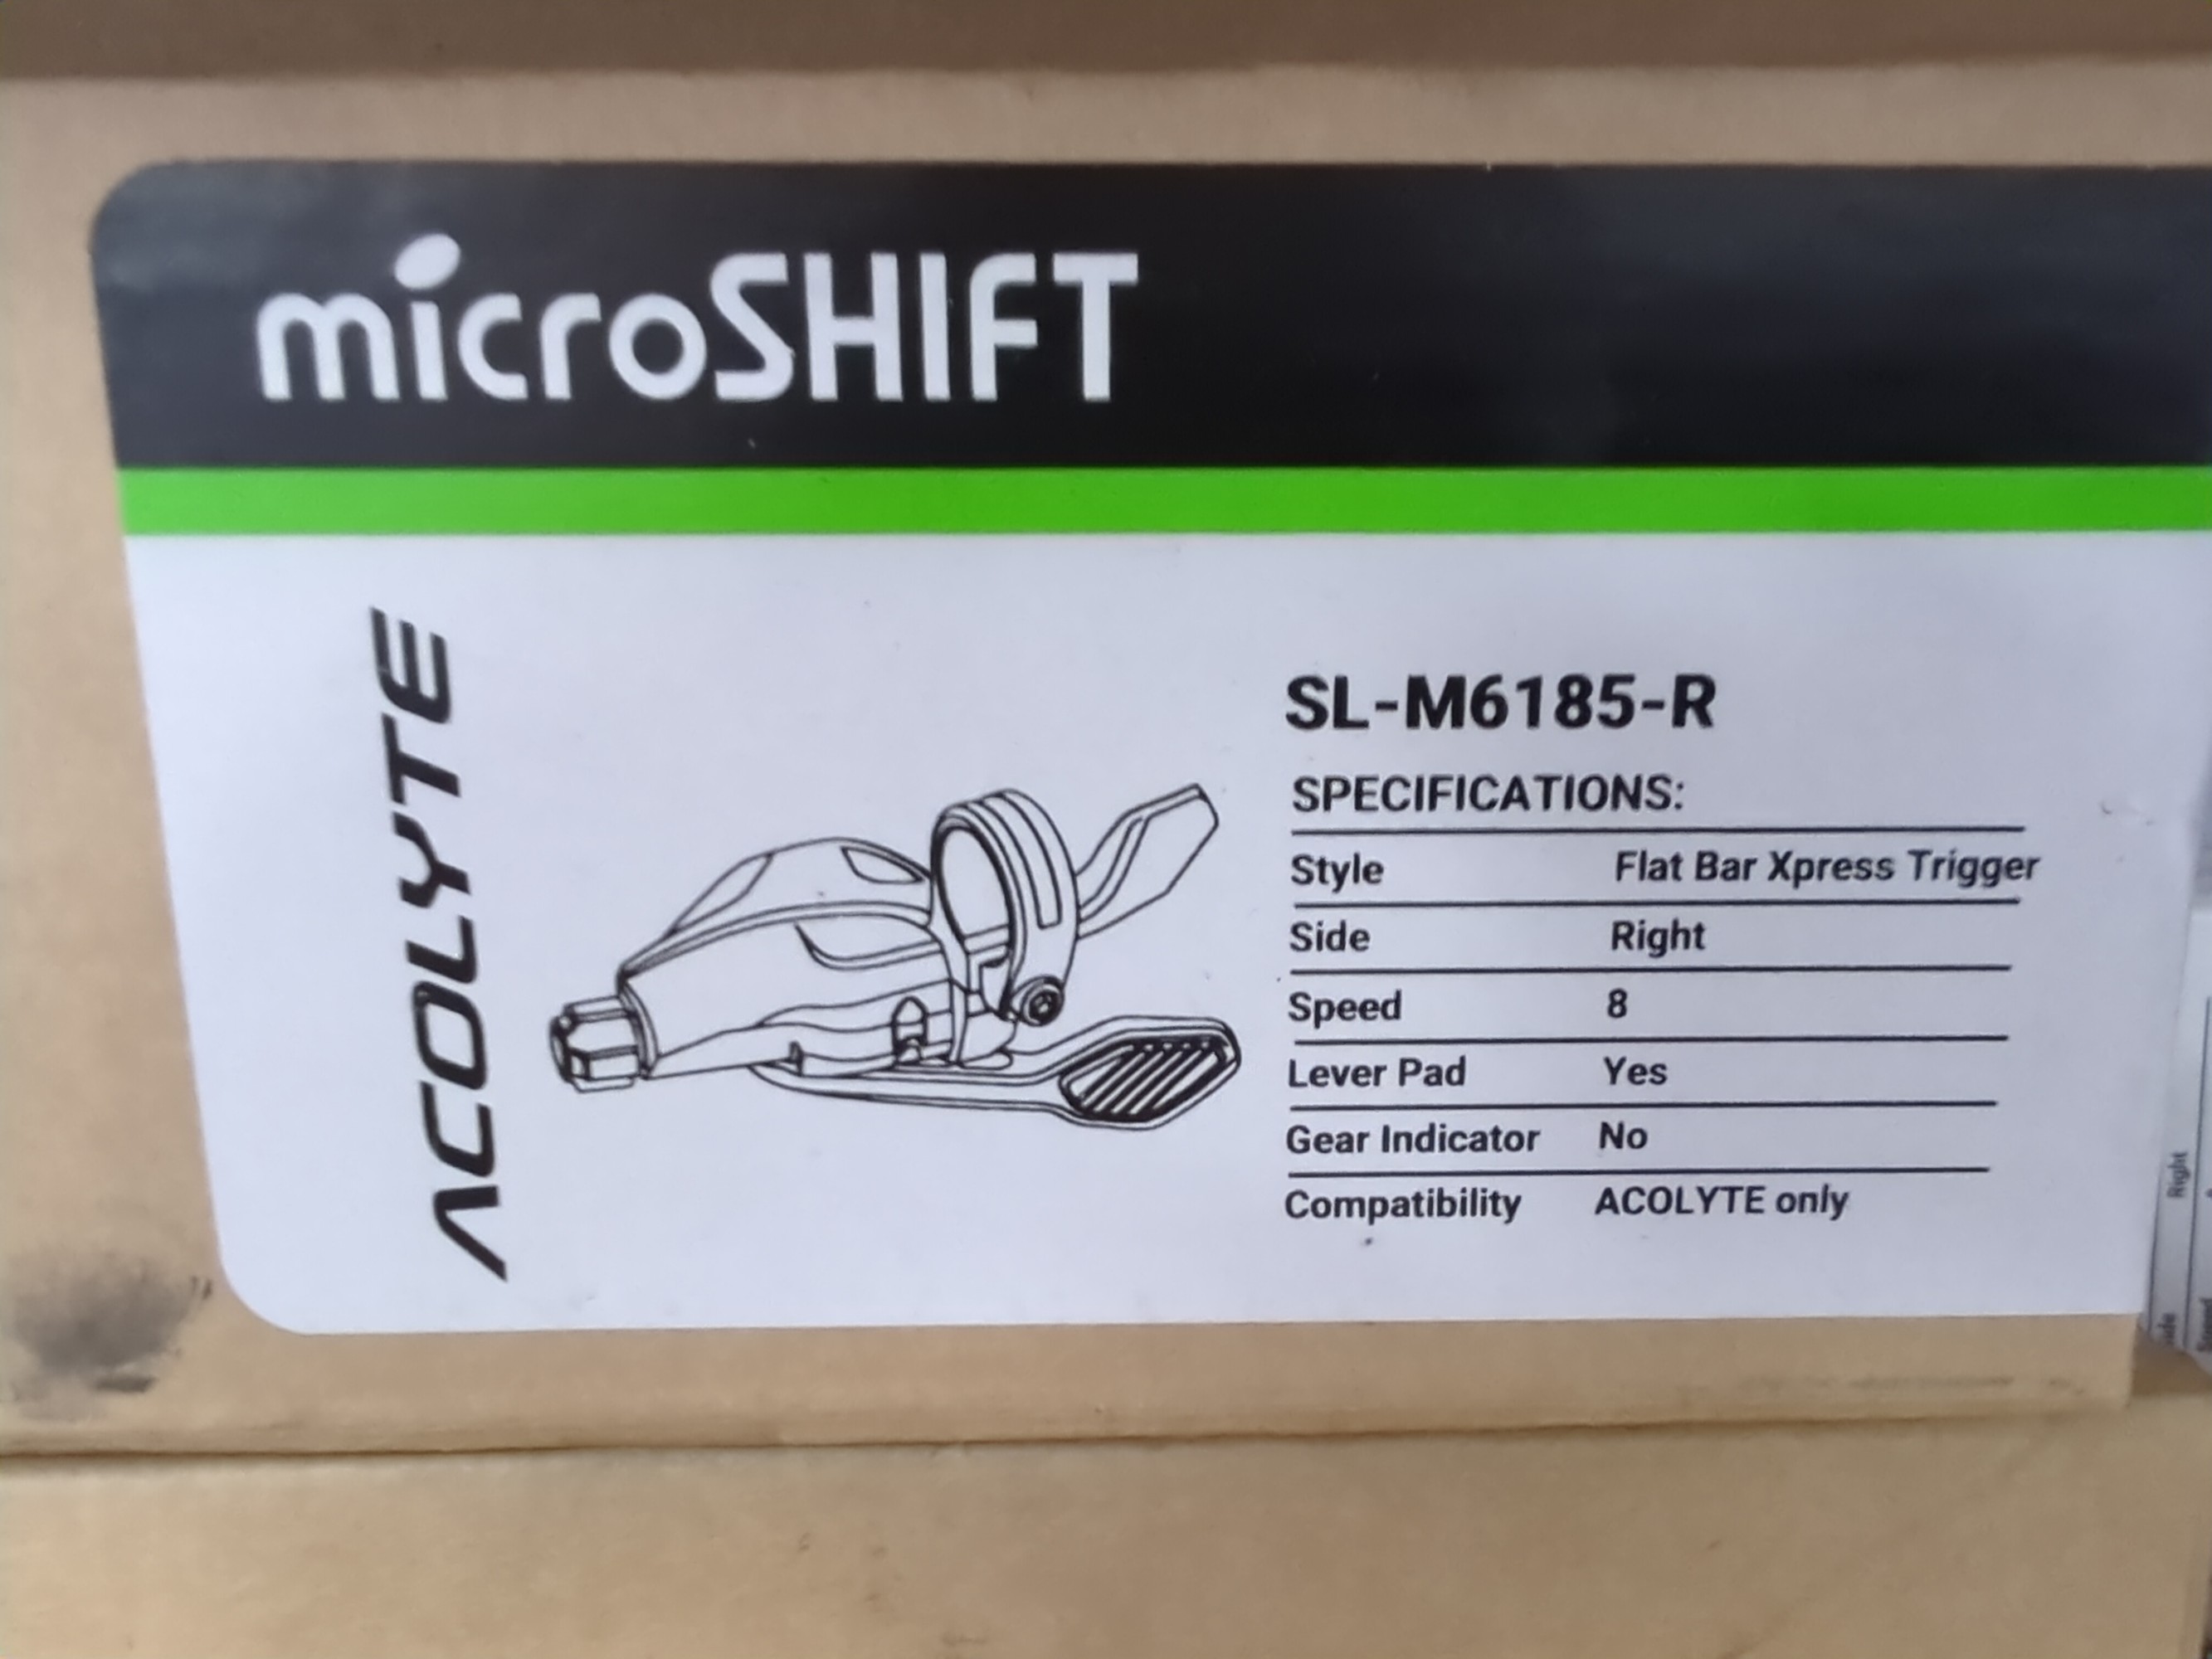 microSHIFT
ACOLYTE
SL-M6185-R
SPECIFICATIONS:
Style Flat Bar Xpress Trigger
Side Right
Speed 8
Lever Pad Yes
Gear Indicator No
Compatibility ACOLYTE only
Right